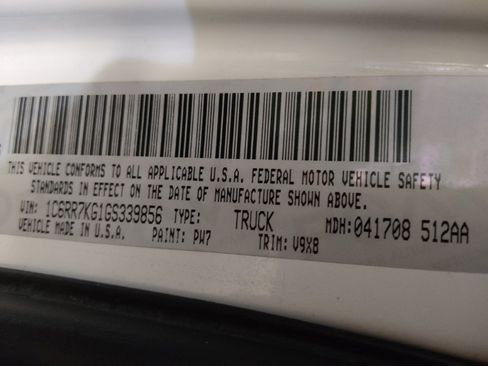 THIS VEHICLE CONFORMS TO ALL APPLICABLE U.S.A. FEDERAL MOTOR VEHICLE SAFETY
STANDARDS IN EFFECT ON THE DATE OF MANUFACTURE SHOWN ABOVE.
VIN: 1C6RR7KG1GS339856 TYPE: TRUCK MDH: 041708 512AA
VEHICLE MADE IN U.S.A. PAINT: PW7 TRIM: V9X8